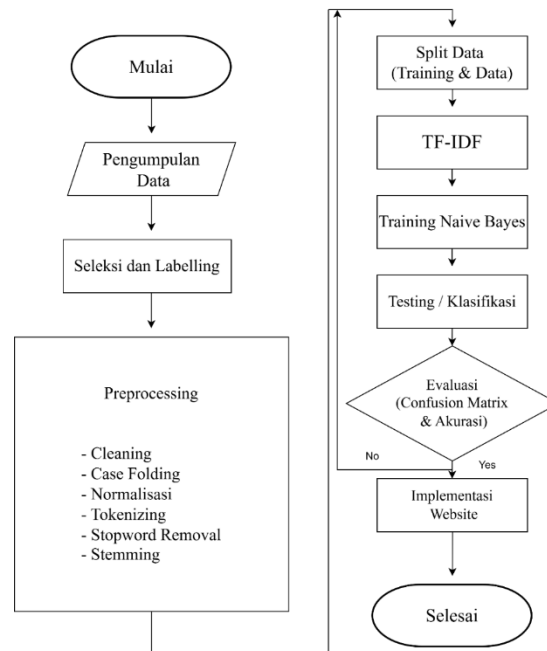 Mulai
Pengumpulan
Data
Seleksi dan Labelling
Preprocessing
- Cleaning
- Case Folding
- Normalisasi
- Tokenizing
- Stopword Removal
- Stemming
Split Data
(Training & Data)
TF-IDF
Training Naive Bayes
Testing / Klasifikasi
Evaluasi
(Confusion Matrix
& Akurasi)
No
Yes
Implementasi
Website
Selesai